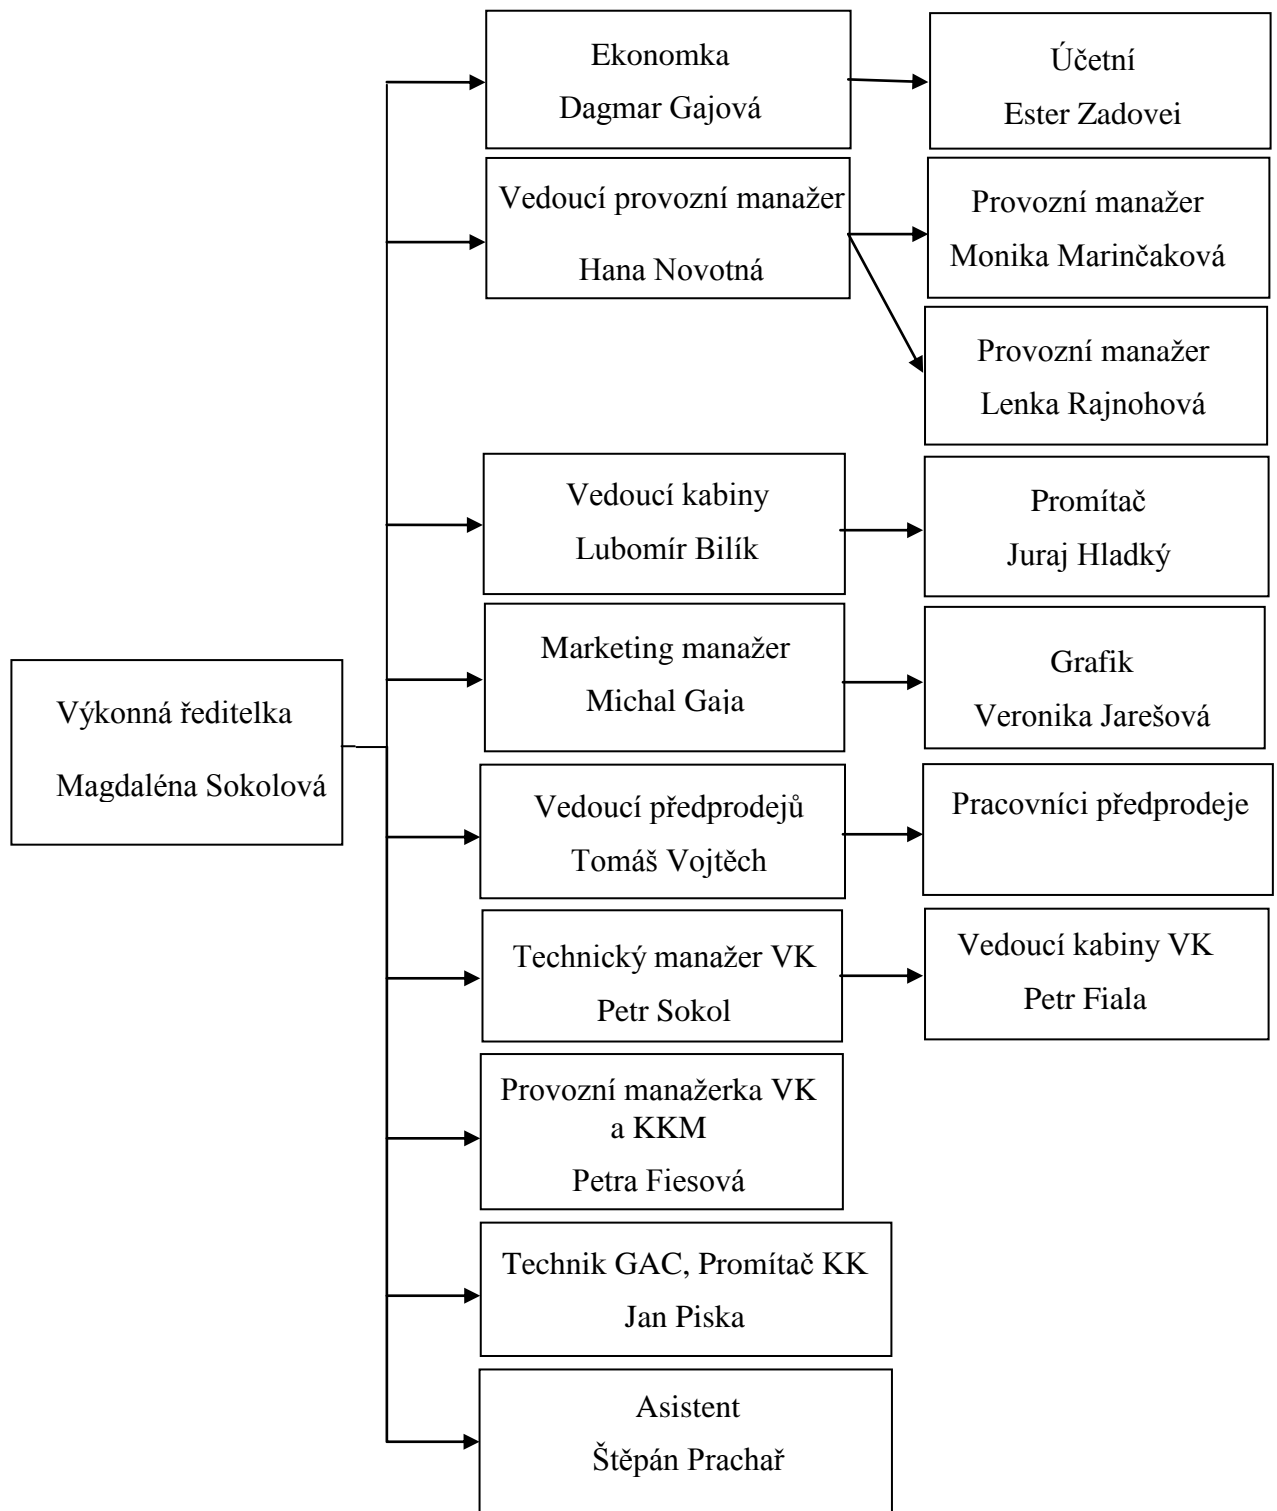 Ekonomka
Dagmar Gajová
Účetní
Ester Zadovei
Vedoucí provozní manažer
Hana Novotná
Provozní manažer
Monika Marinčaková
Provozní manažer
Lenka Rajnohová
Vedoucí kabiny
Lubomír Bilík
Promítač
Juraj Hladký
Marketing manažer
Michal Gaja
Grafik
Veronika Jarešová
Výkonná ředitelka
Magdaléna Sokolová
Vedoucí předprodejů
Tomáš Vojtěch
Pracovníci předprodeje
Technický manažer VK
Petr Sokol
Vedoucí kabiny VK
Petr Fiala
Provozní manažerka VK
a KKM
Petra Fiesová
Technik GAC, Promítač KK
Jan Piska
Asistent
Štěpán Prachař